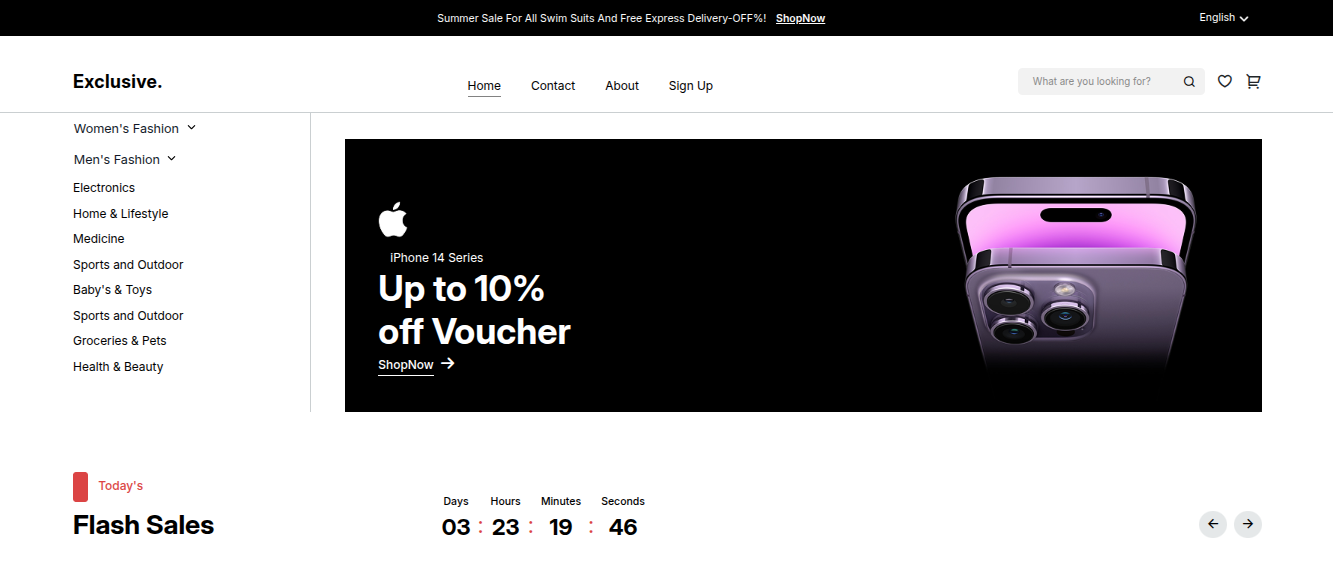 Summer Sale For All Swim Suits And Free Express Delivery-OFF%! ShopNow
English
Exclusive.
Home Contact About Sign Up
What are you looking for?
Women's Fashion
Men's Fashion
Electronics
Home & Lifestyle
Medicine
Sports and Outdoor
Baby's & Toys
Sports and Outdoor
Groceries & Pets
Health & Beauty
iPhone 14 Series
Up to 10%
off Voucher
ShopNow
Today's
Flash Sales
Days Hours Minutes Seconds
03 : 23 : 19 : 46